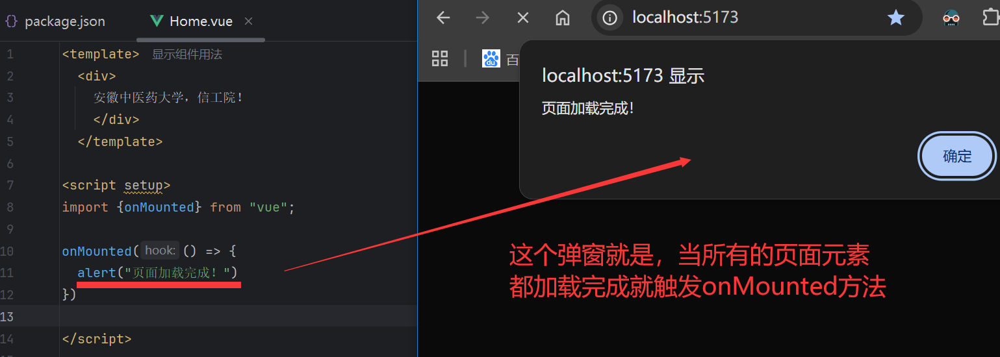 package.json
Home.vue
1 <template> 显示组件用法
2 <div>
3 安徽中医药大学，信工院！
4 </div>
5 </template>
6
7 <script setup>
8 import {onMounted} from "vue";
9
10 onMounted( hook: () => {
11 alert("页面加载完成！")
12 })
13
14 </script>
localhost:5173
du 百
localhost:5173 显示
页面加载完成！
确定
这个弹窗就是，当所有的页面元素
都加载完成就触发onMounted方法